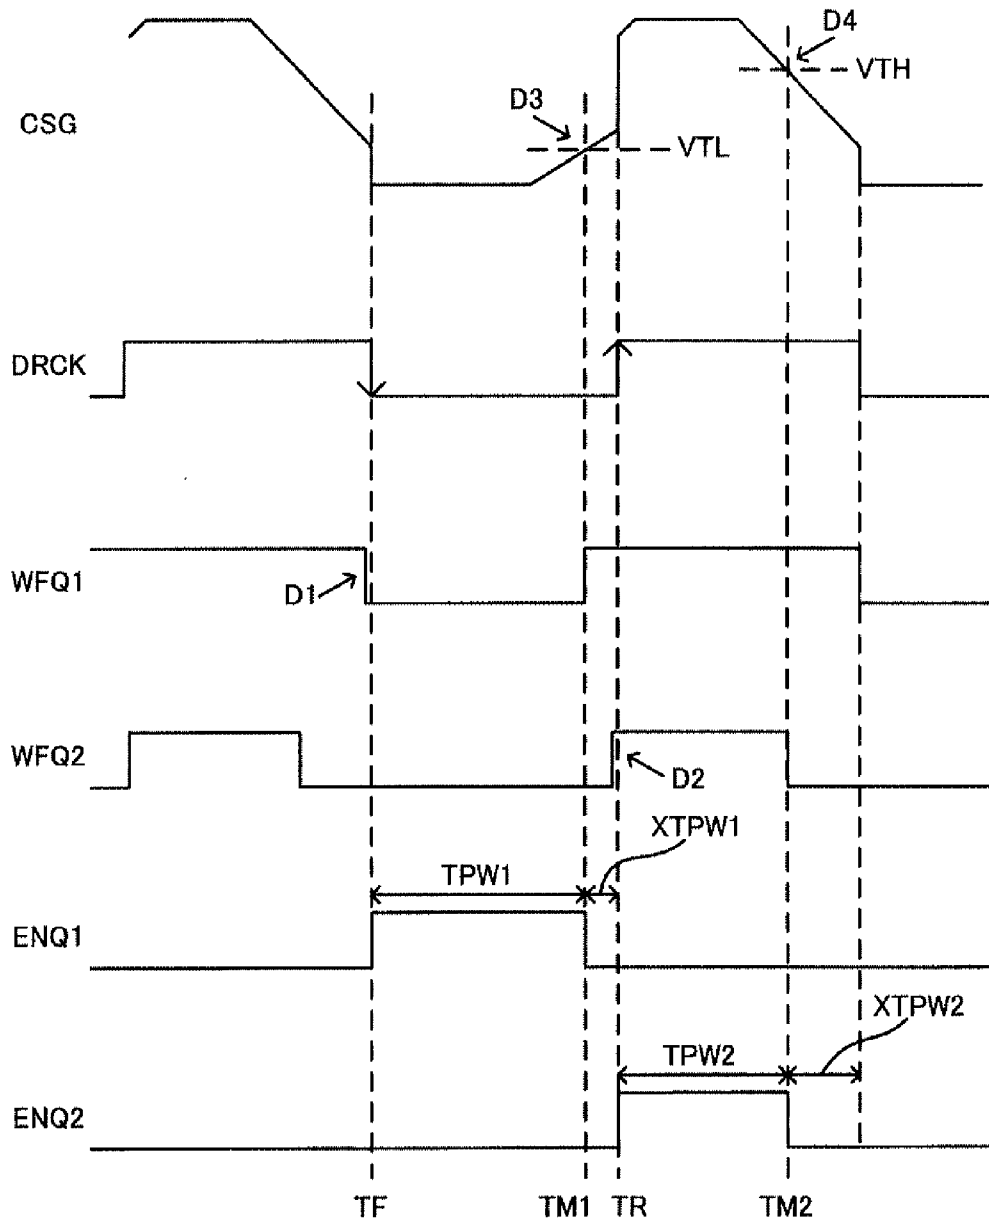 D4
VTH
D3
CSG
VTL
DRCK
WFQ1
D1
WFQ2
D2
XTPW1
TPW1
ENQ1
XTPW2
TPW2
ENQ2
TF TM1 TR TM2